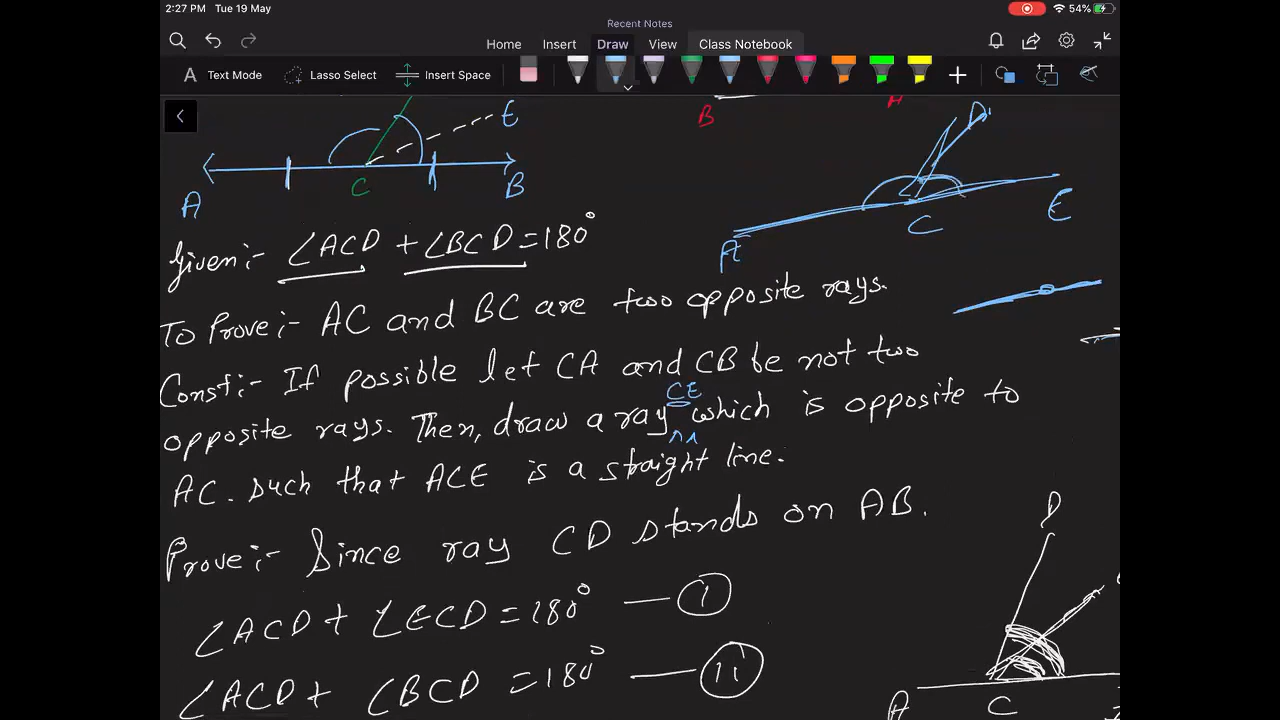 2:27 PM Tue 19 May
54%
Recent Notes
Home Insert Draw View Class Notebook
Text Mode Lasso Select Insert Space
E
A C B
B
D
A C E
Given:- ∠ACD + ∠BCD = 180°
To Prove:- AC and BC are two opposite rays.
Const:- If possible let CA and CB be not two
opposite rays. Then, draw a ray CE which is opposite to
AC. such that ACE is a straight line.
Prove:- Since ray CD stands on AB.
∠ACD + ∠ECD = 180° — I
∠ACD + ∠BCD = 180° — II
D
A C